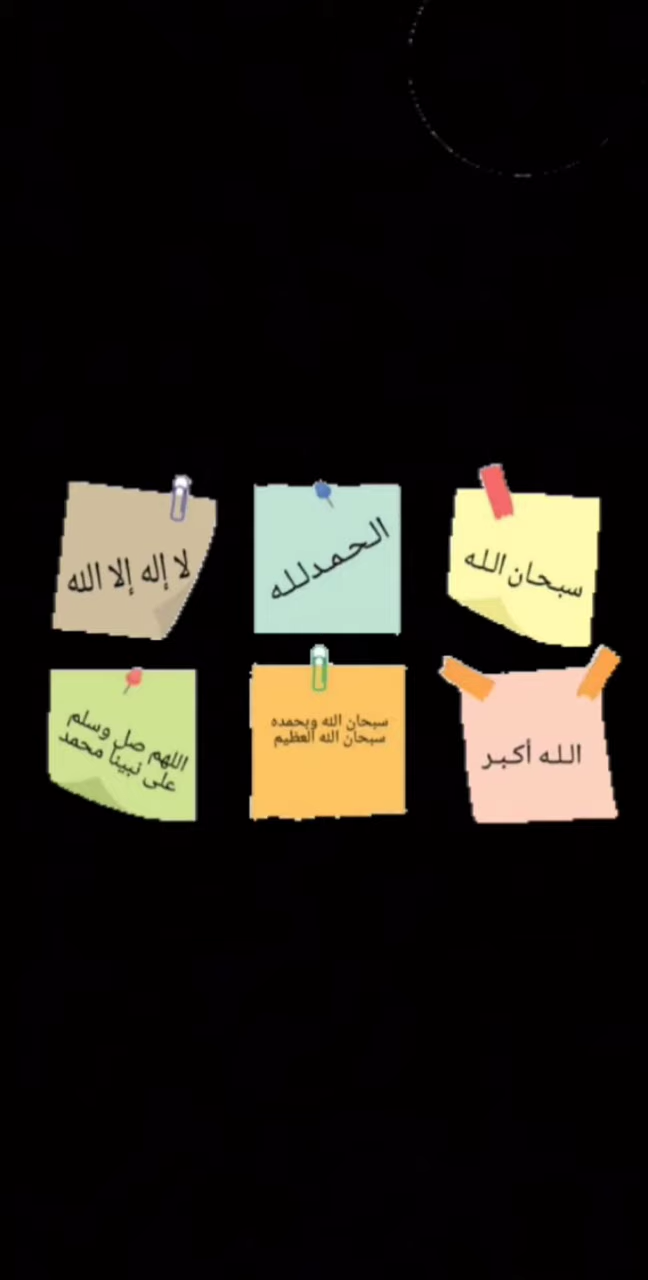 سبحان الله
الحمدلله
لا إله إلا الله
الله أكبر
سبحان الله وبحمده
سبحان الله العظيم
اللهم صل وسلم
على نبينا محمد